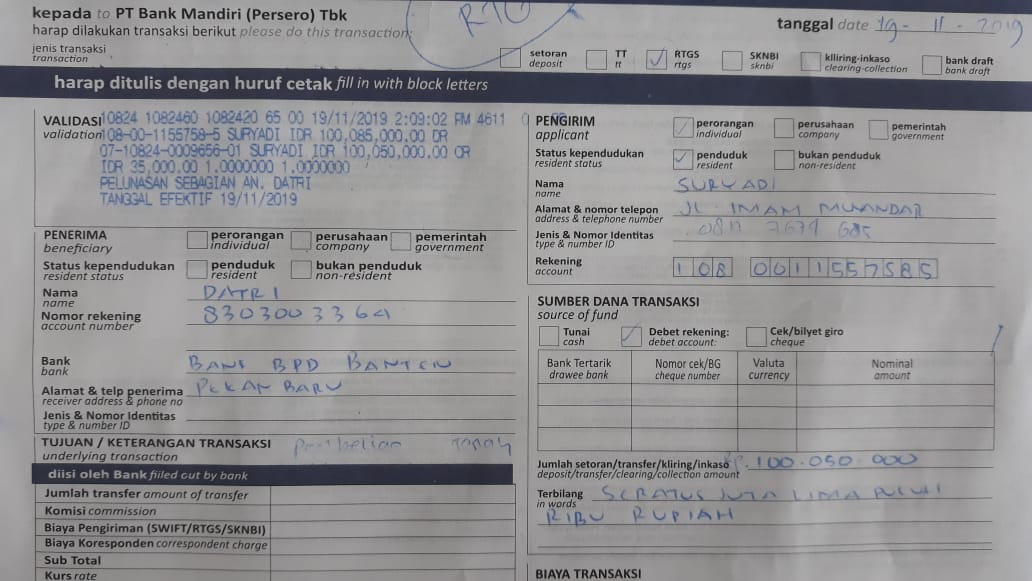 kepada to PT Bank Mandiri (Persero) Tbk
harap dilakukan transaksi berikut please do this transaction:
tanggal date 19 - 11 - 2019
jenis transaksi
transaction
setoran
deposit
TT
tt
RTGS
rtgs
SKNBI
sknbi
klliring-inkaso
clearing-collection
bank draft
bank draft
harap ditulis dengan huruf cetak fill in with block letters
VALIDASI
validation
10824 1082460 1082420 65 00 19/11/2019 2:09:02 PM 4611
108-00-1155758-5 SURYADI IDR 100,085,000.00 DR
07-10824-0009656-01 SURYADI IDR 100,050,000.00 CR
IDR 35,000.00 1.0000000 1.0000000
PELUNASAN SEBAGIAN AN. DATRI
TANGGAL EFEKTIF 19/11/2019
PENERIMA
beneficiary
perorangan
individual
perusahaan
company
pemerintah
government
Status kependudukan
resident status
penduduk
resident
bukan penduduk
non-resident
Nama
name
DATRI
Nomor rekening
account number
8303003364
Bank
bank
BANK BPD BANTEN
Alamat & telp penerima
receiver address & phone no
PEKAN BARU
Jenis & Nomor Identitas
type & number ID
TUJUAN / KETERANGAN TRANSAKSI
underlying transaction
Pembelian Tanah
diisi oleh Bank fiiled out by bank
Jumlah transfer amount of transfer
Komisi commission
Biaya Pengiriman (SWIFT/RTGS/SKNBI)
Biaya Koresponden correspondent charge
Sub Total
Kurs rate
PENGIRIM
applicant
perorangan
individual
perusahaan
company
pemerintah
government
Status kependudukan
resident status
penduduk
resident
bukan penduduk
non-resident
Nama
name
SURYADI
Alamat & nomor telepon
address & telephone number
JL. IMAM MUNANDAR
Jenis & Nomor Identitas
type & number ID
685
Rekening
account
108 0011557585
SUMBER DANA TRANSAKSI
source of fund
Tunai
cash
Debet rekening:
debet account:
Cek/bilyet giro
cheque
Bank Tertarik
drawee bank
Nomor cek/BG
cheque number
Valuta
currency
Nominal
amount
Jumlah setoran/transfer/kliring/inkaso
deposit/transfer/clearing/collection amount
RP. 100.050.000
Terbilang
in words
SERATUS JUTA LIMA PULUH
RIBU RUPIAH
BIAYA TRANSAKSI